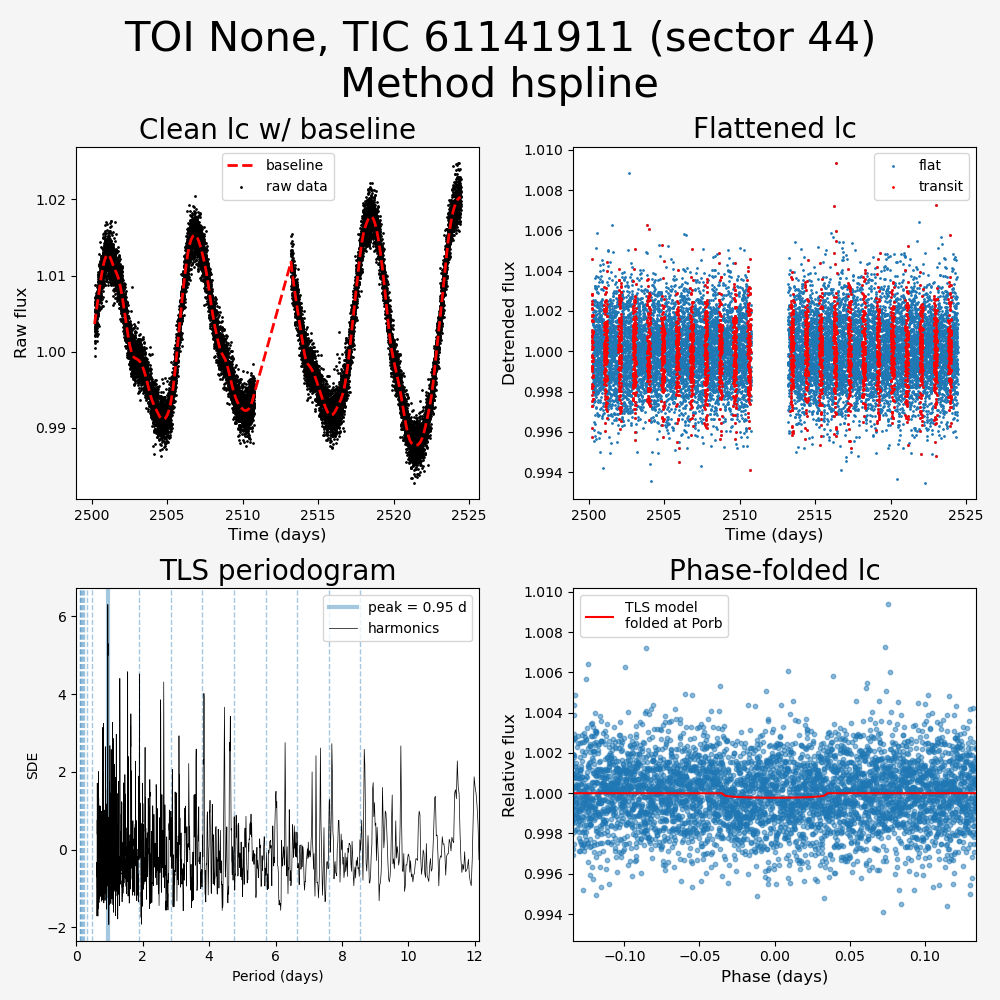 TOI None, TIC 61141911 (sector 44)
Method hspline
Clean lc w/ baseline
baseline
raw data
Raw flux
1.02
1.01
1.00
0.99
2500
2505
2510
2515
2520
2525
Time (days)
Flattened lc
flat
transit
Detrended flux
1.010
1.008
1.006
1.004
1.002
1.000
0.998
0.996
0.994
2500
2505
2510
2515
2520
2525
Time (days)
TLS periodogram
peak = 0.95 d
harmonics
SDE
6
4
2
0
−2
0
2
4
6
8
10
12
Period (days)
Phase-folded lc
TLS model
folded at Porb
Relative flux
1.010
1.008
1.006
1.004
1.002
1.000
0.998
0.996
0.994
−0.10
−0.05
0.00
0.05
0.10
Phase (days)